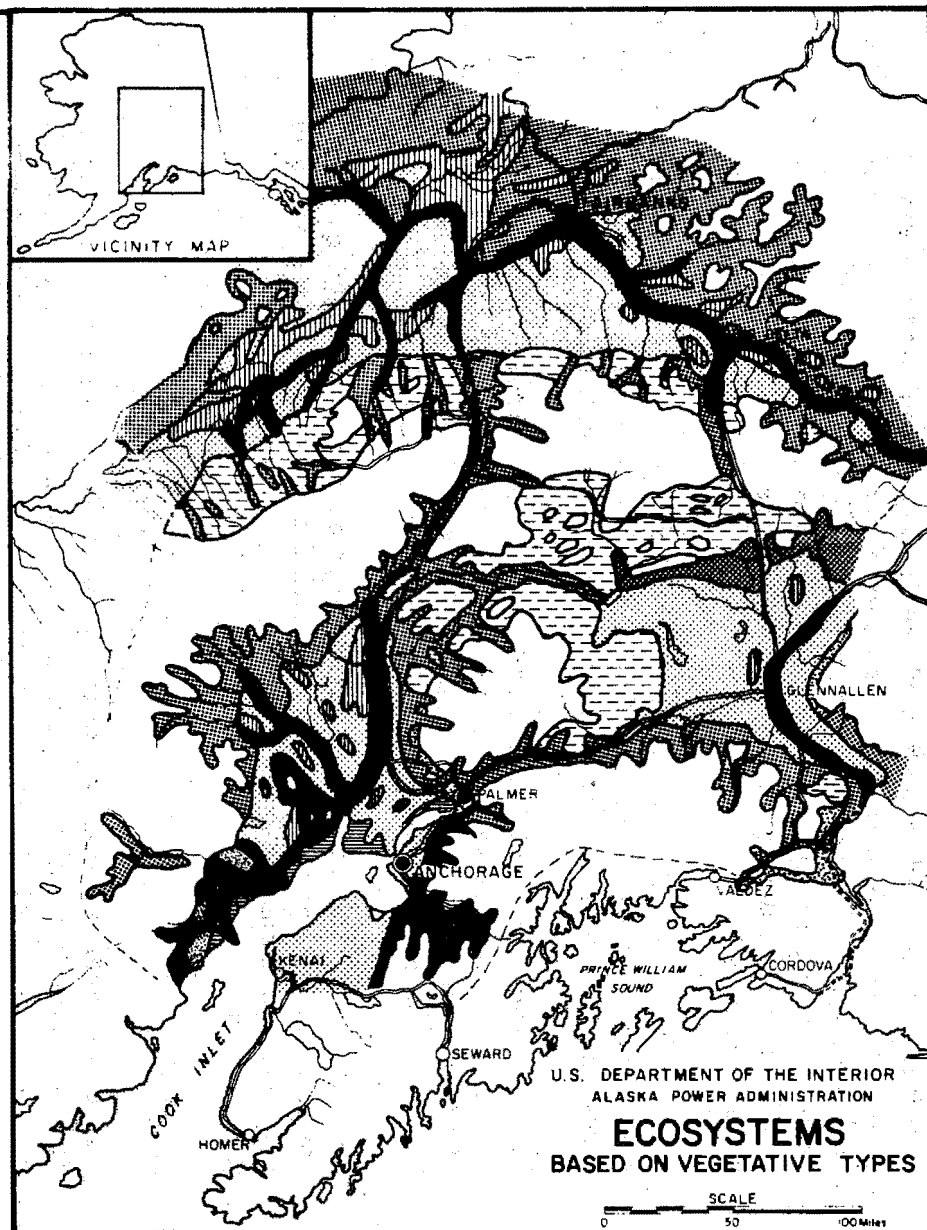 VICINITY MAP
FAIRBANKS
GLENNALLEN
PALMER
ANCHORAGE
VALDEZ
KENAI
PRINCE WILLIAM
SOUND
CORDOVA
COOK INLET
SEWARD
HOMER
U.S. DEPARTMENT OF THE INTERIOR
ALASKA POWER ADMINISTRATION
ECOSYSTEMS
BASED ON VEGETATIVE TYPES
SCALE
0 50 100 Miles